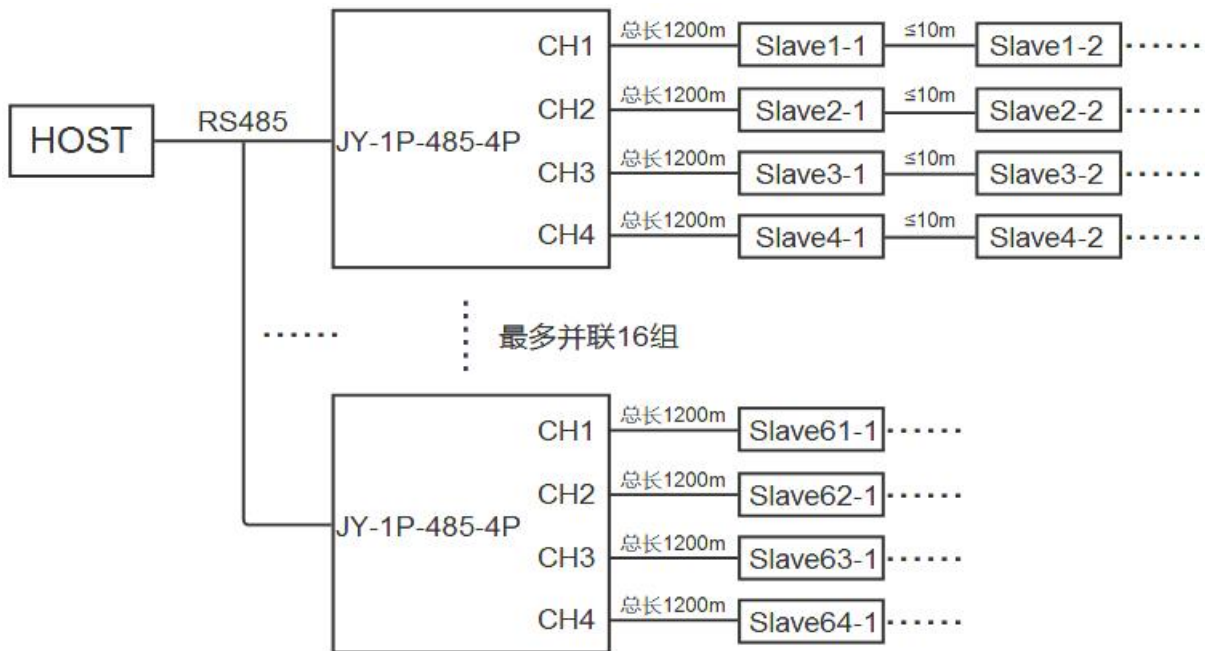 CH1 总长1200m Slave1-1 ≤10m Slave1-2 ······
CH2 总长1200m Slave2-1 ≤10m Slave2-2 ······
HOST RS485 JY-1P-485-4P
CH3 总长1200m Slave3-1 ≤10m Slave3-2 ······
CH4 总长1200m Slave4-1 ≤10m Slave4-2 ······
······ 最多并联16组
CH1 总长1200m Slave61-1 ······
CH2 总长1200m Slave62-1 ······
JY-1P-485-4P
CH3 总长1200m Slave63-1 ······
CH4 总长1200m Slave64-1 ······